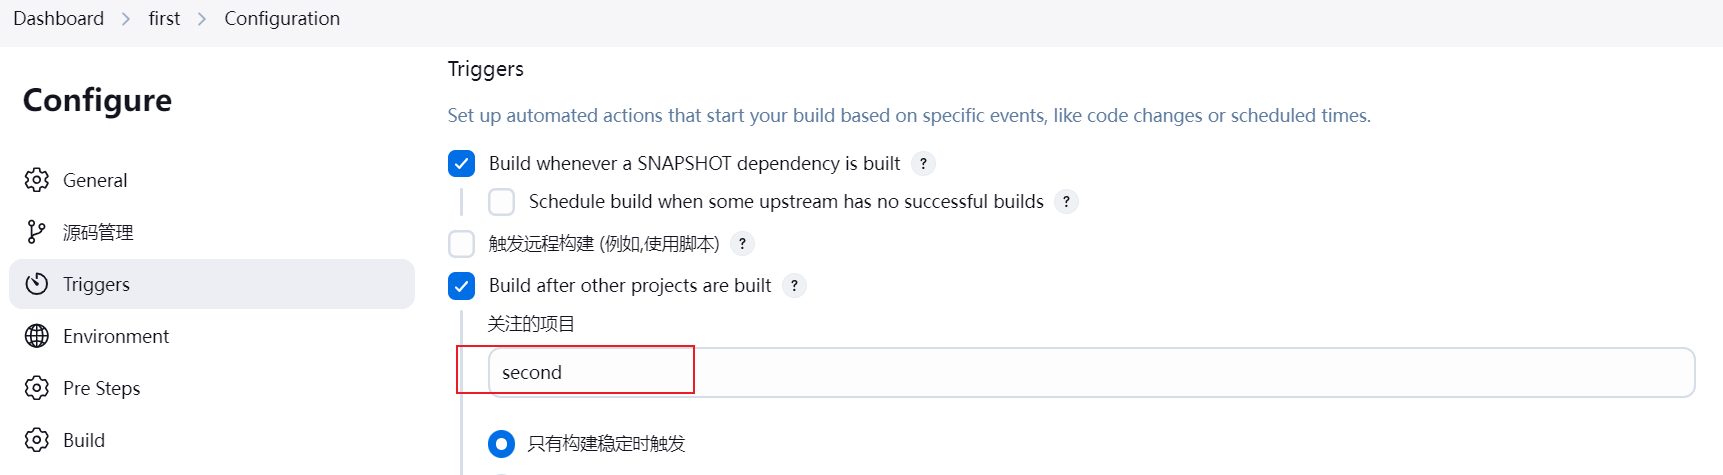 Dashboard > first > Configuration
Configure
General
源码管理
Triggers
Environment
Pre Steps
Build
Triggers
Set up automated actions that start your build based on specific events, like code changes or scheduled times.
Build whenever a SNAPSHOT dependency is built ?
Schedule build when some upstream has no successful builds ?
触发远程构建 (例如,使用脚本) ?
Build after other projects are built ?
关注的项目
second
只有构建稳定时触发